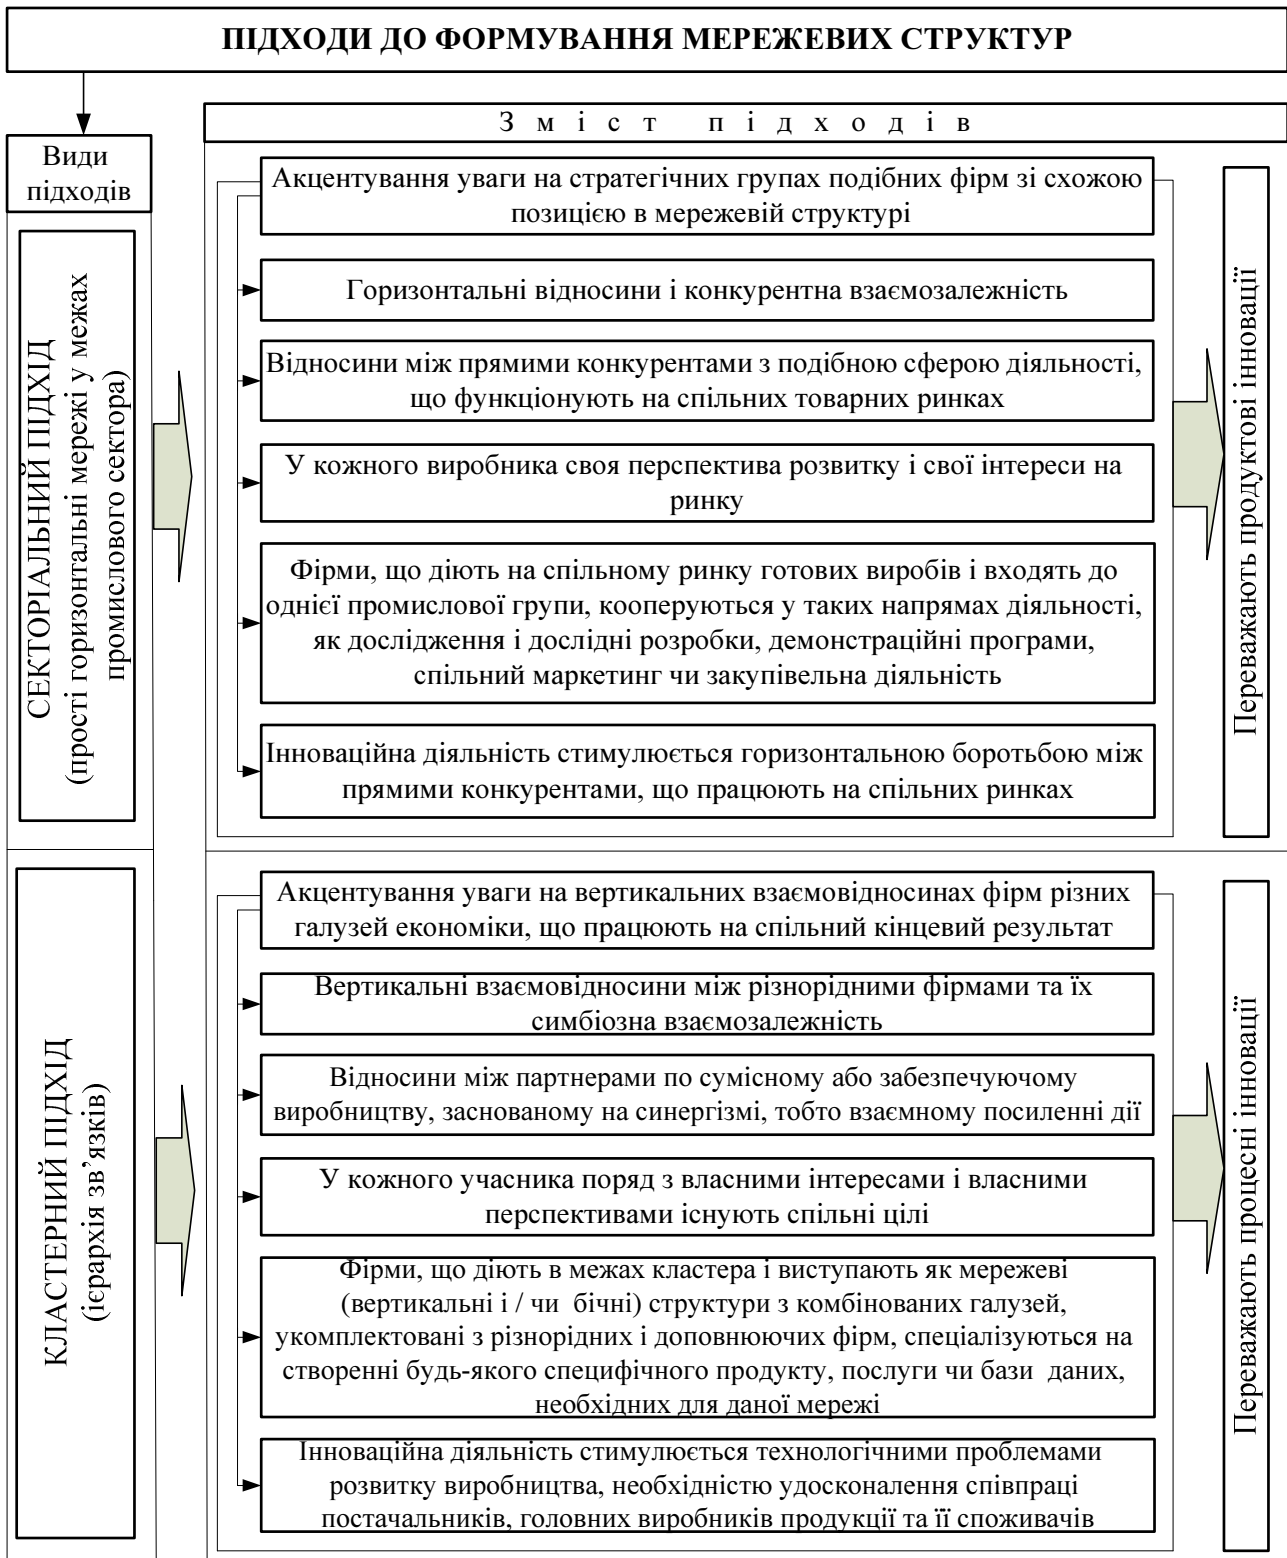 ПІДХОДИ ДО ФОРМУВАННЯ МЕРЕЖЕВИХ СТРУКТУР
Види
підходів
Зміст підходів
СЕКТОРІАЛЬНИЙ ПІДХІД
(прості горизонтальні мережі у межах
промислового сектора)
Акцентування уваги на стратегічних групах подібних фірм зі схожою
позицією в мережевій структурі
Горизонтальні відносини і конкурентна взаємозалежність
Відносини між прямими конкурентами з подібною сферою діяльності,
що функціонують на спільних товарних ринках
У кожного виробника своя перспектива розвитку і свої інтереси на
ринку
Фірми, що діють на спільному ринку готових виробів і входять до
однієї промислової групи, кооперуються у таких напрямах діяльності,
як дослідження і дослідні розробки, демонстраційні програми,
спільний маркетинг чи закупівельна діяльність
Інноваційна діяльність стимулюється горизонтальною боротьбою між
прямими конкурентами, що працюють на спільних ринках
Переважають продуктові інновації
КЛАСТЕРНИЙ ПІДХІД
(ієрархія зв’язків)
Акцентування уваги на вертикальних взаємовідносинах фірм різних
галузей економіки, що працюють на спільний кінцевий результат
Вертикальні взаємовідносини між різнорідними фірмами та їх
симбіозна взаємозалежність
Відносини між партнерами по сумісному або забезпечуючому
виробництву, заснованому на синергізмі, тобто взаємному посиленні дії
У кожного учасника поряд з власними інтересами і власними
перспективами існують спільні цілі
Фірми, що діють в межах кластера і виступають як мережеві
(вертикальні і / чи бічні) структури з комбінованих галузей,
укомплектовані з різнорідних і доповнюючих фірм, спеціалізуються на
створенні будь-якого специфічного продукту, послуги чи бази даних,
необхідних для даної мережі
Інноваційна діяльність стимулюється технологічними проблемами
розвитку виробництва, необхідністю удосконалення співпраці
постачальників, головних виробників продукції та її споживачів
Переважають процесні інновації